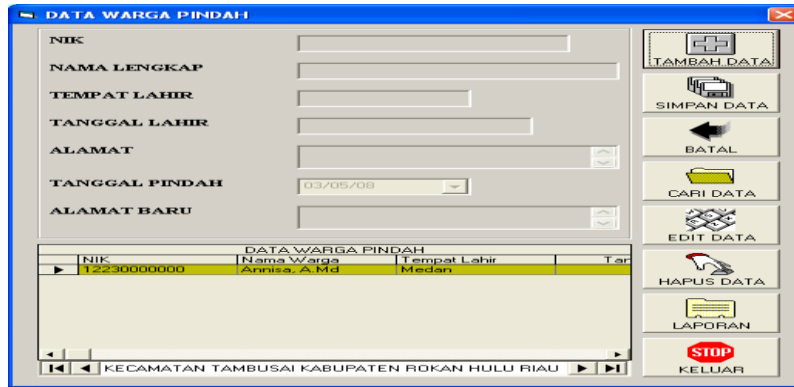 DATA WARGA PINDAH
NIK
NAMA LENGKAP
TEMPAT LAHIR
TANGGAL LAHIR
ALAMAT
TANGGAL PINDAH 03/05/08
ALAMAT BARU
TAMBAH DATA
SIMPAN DATA
BATAL
CARI DATA
EDIT DATA
HAPUS DATA
LAPORAN
STOP
KELUAR
DATA WARGA PINDAH
NIK Nama Warga Tempat Lahir Tar
12230000000 Annisa, A.Md Medan
KECAMATAN TAMBUSAI KABUPATEN ROKAN HULU RIAU